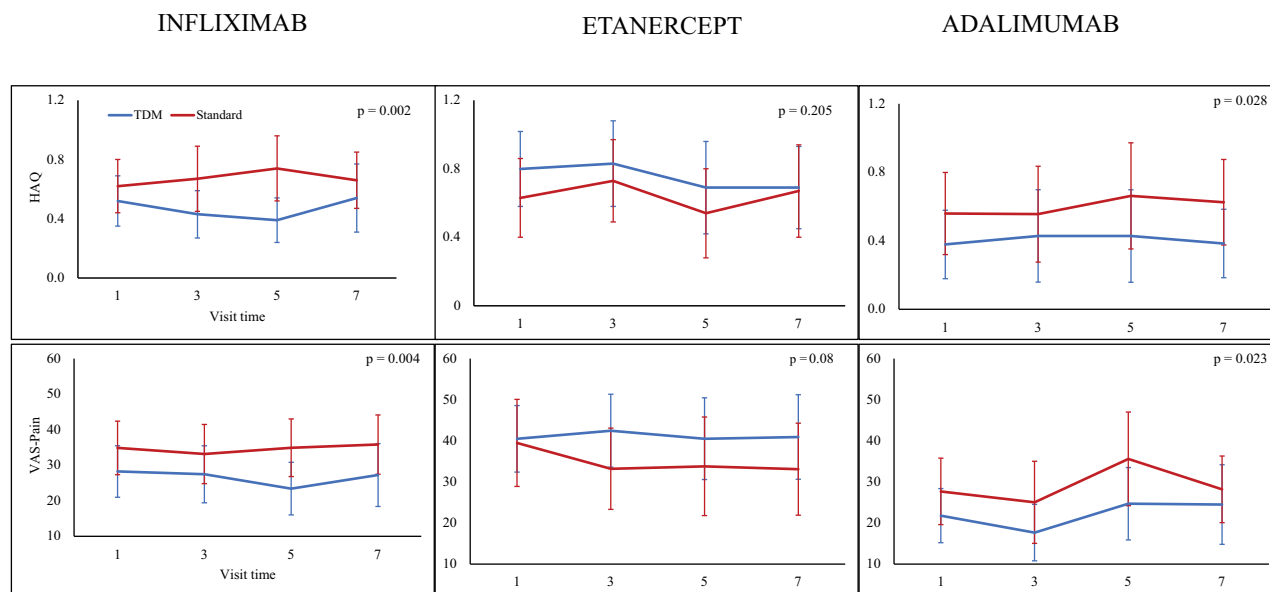 INFLIXIMAB
ETANERCEPT
ADALIMUMAB
1.2
0.8
0.4
0.0
HAQ
TDM
Standard
p = 0.002
1 3 5 7
Visit time
1.2
0.8
0.4
0
p = 0.205
1 3 5 7
1.2
0.8
0.4
0.0
p = 0.028
1 3 5 7
60
50
40
30
20
10
VAS-Pain
p = 0.004
1 3 5 7
Visit time
60
50
40
30
20
10
p = 0.08
1 3 5 7
60
50
40
30
20
10
p = 0.023
1 3 5 7